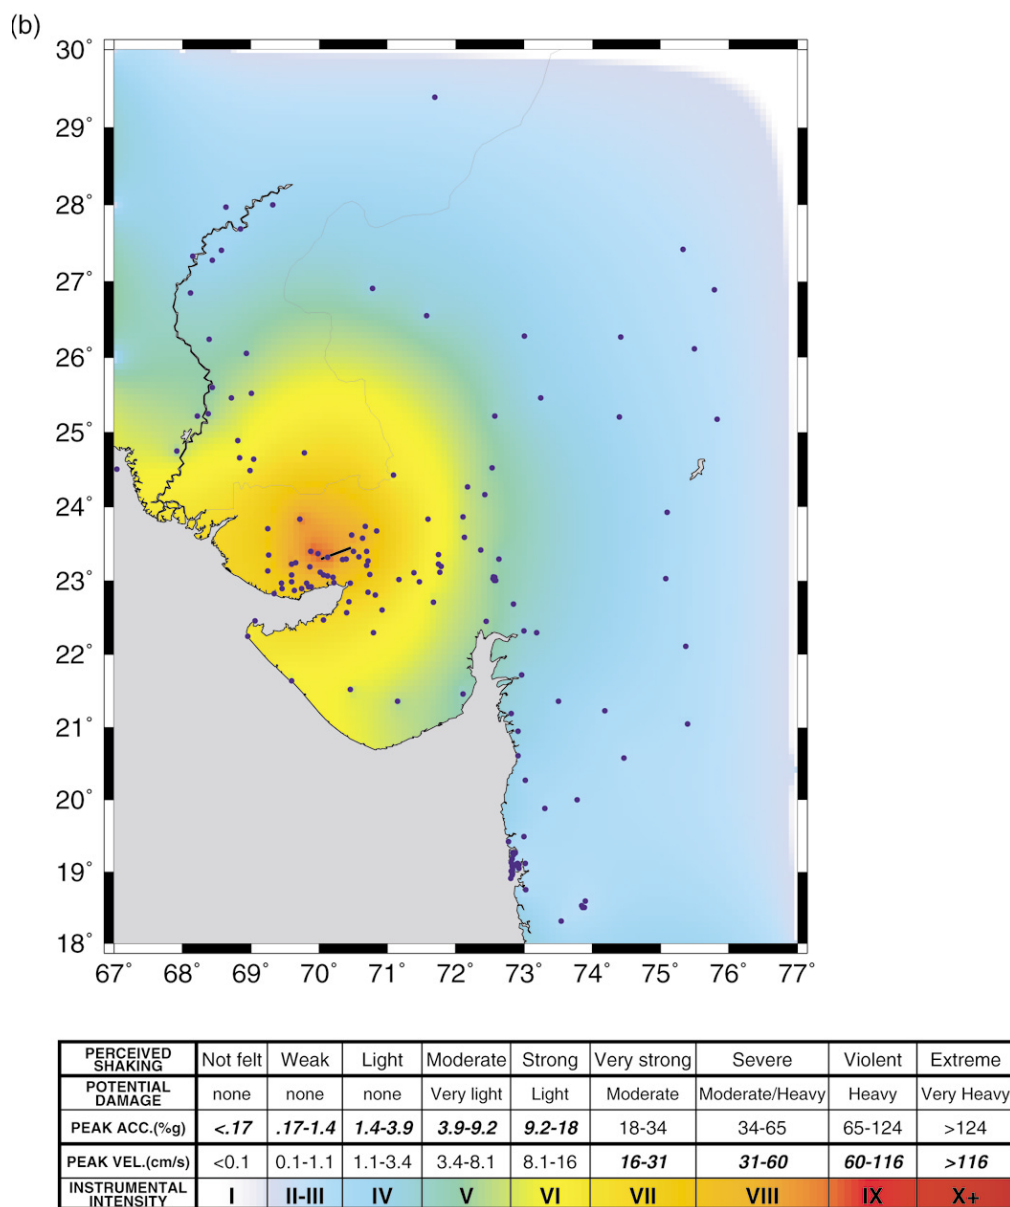 (b)
30°
29°
28°
27°
26°
25°
24°
23°
22°
21°
20°
19°
18°
67° 68° 69° 70° 71° 72° 73° 74° 75° 76° 77°
PERCEIVED SHAKING Not felt Weak Light Moderate Strong Very strong Severe Violent Extreme
POTENTIAL DAMAGE none none none Very light Light Moderate Moderate/Heavy Heavy Very Heavy
PEAK ACC.(%g) <.17 .17-1.4 1.4-3.9 3.9-9.2 9.2-18 18-34 34-65 65-124 >124
PEAK VEL.(cm/s) <0.1 0.1-1.1 1.1-3.4 3.4-8.1 8.1-16 16-31 31-60 60-116 >116
INSTRUMENTAL INTENSITY I II-III IV V VI VII VIII IX X+